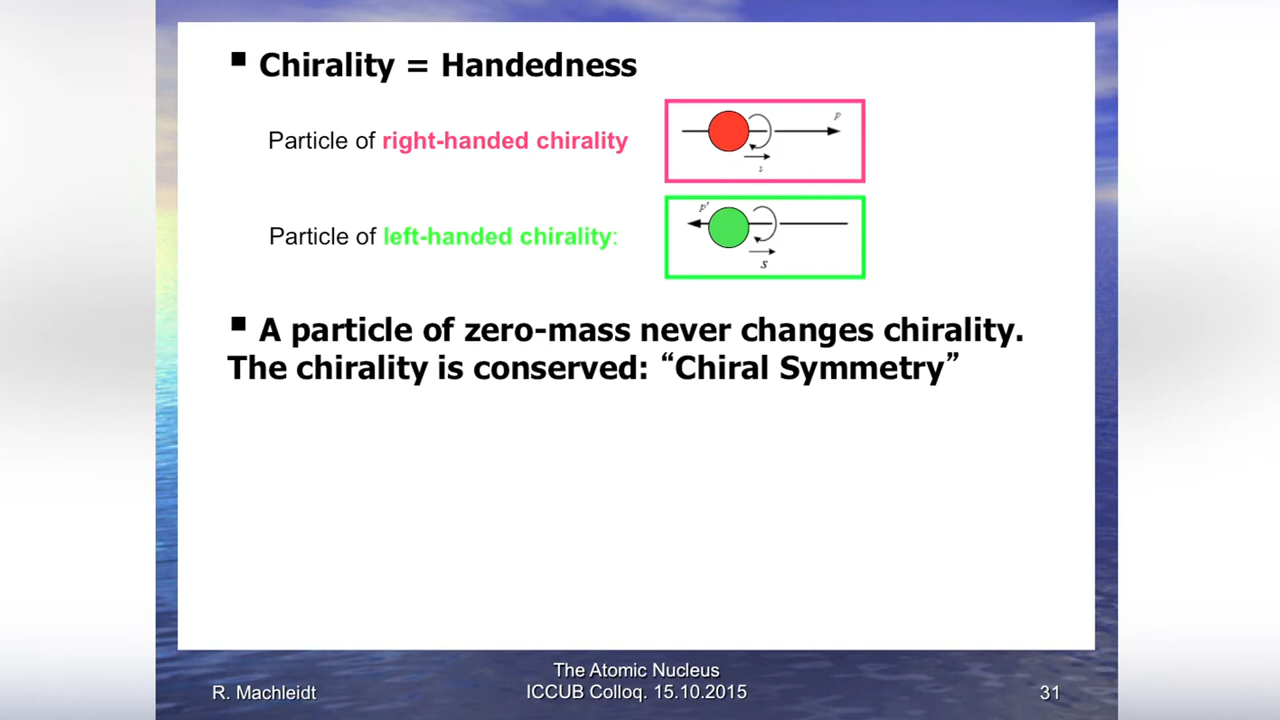 ▪ Chirality = Handedness
Particle of right-handed chirality
p
s
Particle of left-handed chirality:
p'
s
▪ A particle of zero-mass never changes chirality.
The chirality is conserved: “Chiral Symmetry”
The Atomic Nucleus
R. Machleidt
ICCUB Colloq. 15.10.2015
31